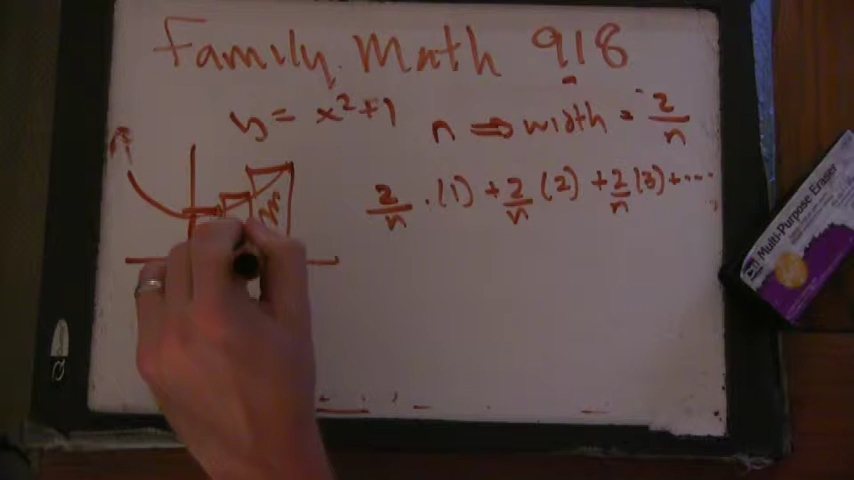 Family Math 918
y = x²+1
n ⇒ width = 2/n
2/n · (1) + 2/n (2) + 2/n (3) + ...
Multi-Purpose Eraser